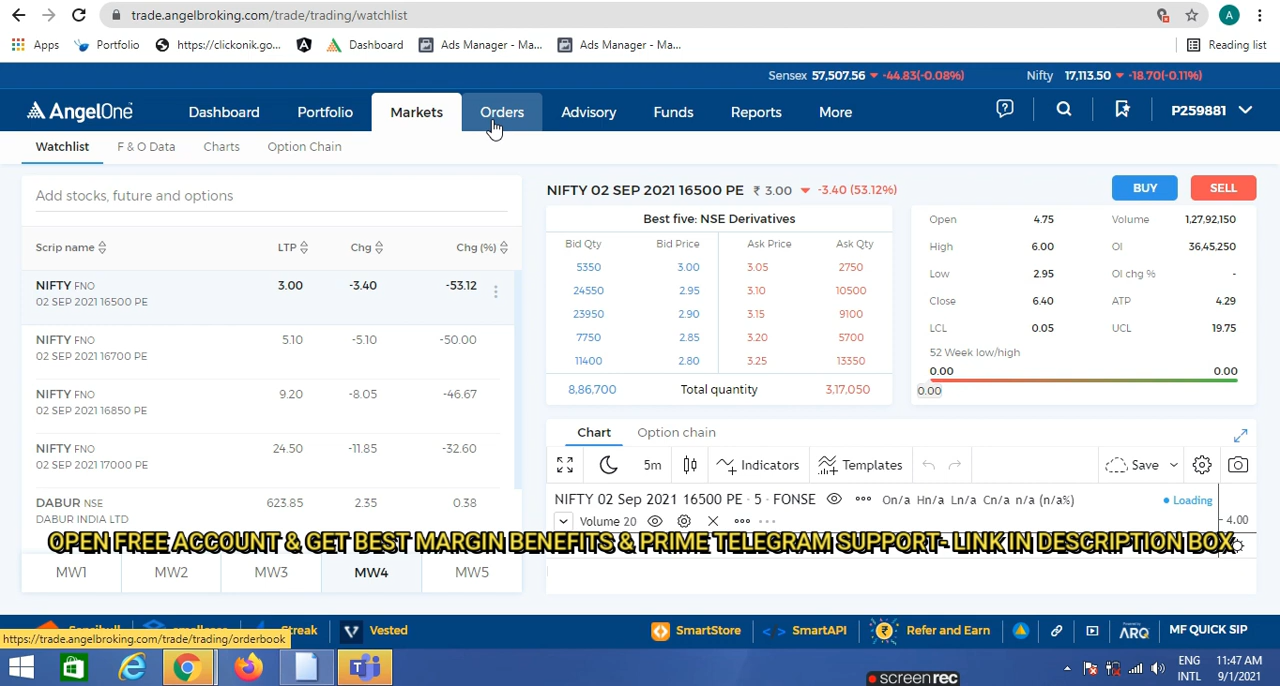 trade.angelbroking.com/trade/trading/watchlist
A
Apps Portfolio https://clickonik.go... Dashboard Ads Manager - Ma... Ads Manager - Ma... Reading list
Sensex 57,507.56 ▼ -44.83(-0.08%) Nifty 17,113.50 ▼ -18.70(-0.11%)
AngelOne Dashboard Portfolio Markets Orders Advisory Funds Reports More P259881
Watchlist F & O Data Charts Option Chain
Add stocks, future and options
Scrip name LTP Chg Chg (%)
NIFTY FNO 3.00 -3.40 -53.12
02 SEP 2021 16500 PE
NIFTY FNO 5.10 -5.10 -50.00
02 SEP 2021 16700 PE
NIFTY FNO 9.20 -8.05 -46.67
02 SEP 2021 16850 PE
NIFTY FNO 24.50 -11.85 -32.60
02 SEP 2021 17000 PE
DABUR NSE 623.85 2.35 0.38
DABUR INDIA LTD
MW1 MW2 MW3 MW4 MW5
NIFTY 02 SEP 2021 16500 PE ₹ 3.00 ▼ -3.40 (53.12%) BUY SELL
Best five: NSE Derivatives
Bid Qty Bid Price Ask Price Ask Qty
5350 3.00 3.05 2750
24550 2.95 3.10 10500
23950 2.90 3.15 9100
7750 2.85 3.20 5700
11400 2.80 3.25 13350
8,86,700 Total quantity 3,17,050
Open 4.75 Volume 1,27,92,150
High 6.00 OI 36,45,250
Low 2.95 OI chg % -
Close 6.40 ATP 4.29
LCL 0.05 UCL 19.75
52 Week low/high
0.00 0.00
0.00
Chart Option chain
5m Indicators Templates Save
NIFTY 02 Sep 2021 16500 PE · 5 · FONSE On/a Hn/a Ln/a Cn/a n/a (n/a%) Loading
Volume 20 4.00
OPEN FREE ACCOUNT & GET BEST MARGIN BENEFITS & PRIME TELEGRAM SUPPORT- LINK IN DESCRIPTION BOX
Streak Vested SmartStore SmartAPI Refer and Earn ARQ MF QUICK SIP
https://trade.angelbroking.com/trade/trading/orderbook
ENG 11:47 AM
INTL 9/1/2021
screenrec